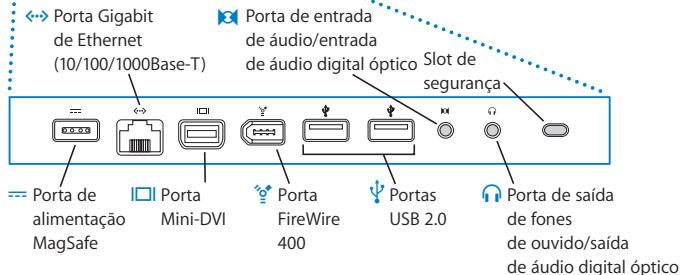 Porta Gigabit
de Ethernet
(10/100/1000Base-T)
Porta de entrada
de áudio/entrada
de áudio digital óptico
Slot de
segurança
Porta de
alimentação
MagSafe
Porta
Mini-DVI
Porta
FireWire
400
Portas
USB 2.0
Porta de saída
de fones
de ouvido/saída
de áudio digital óptico